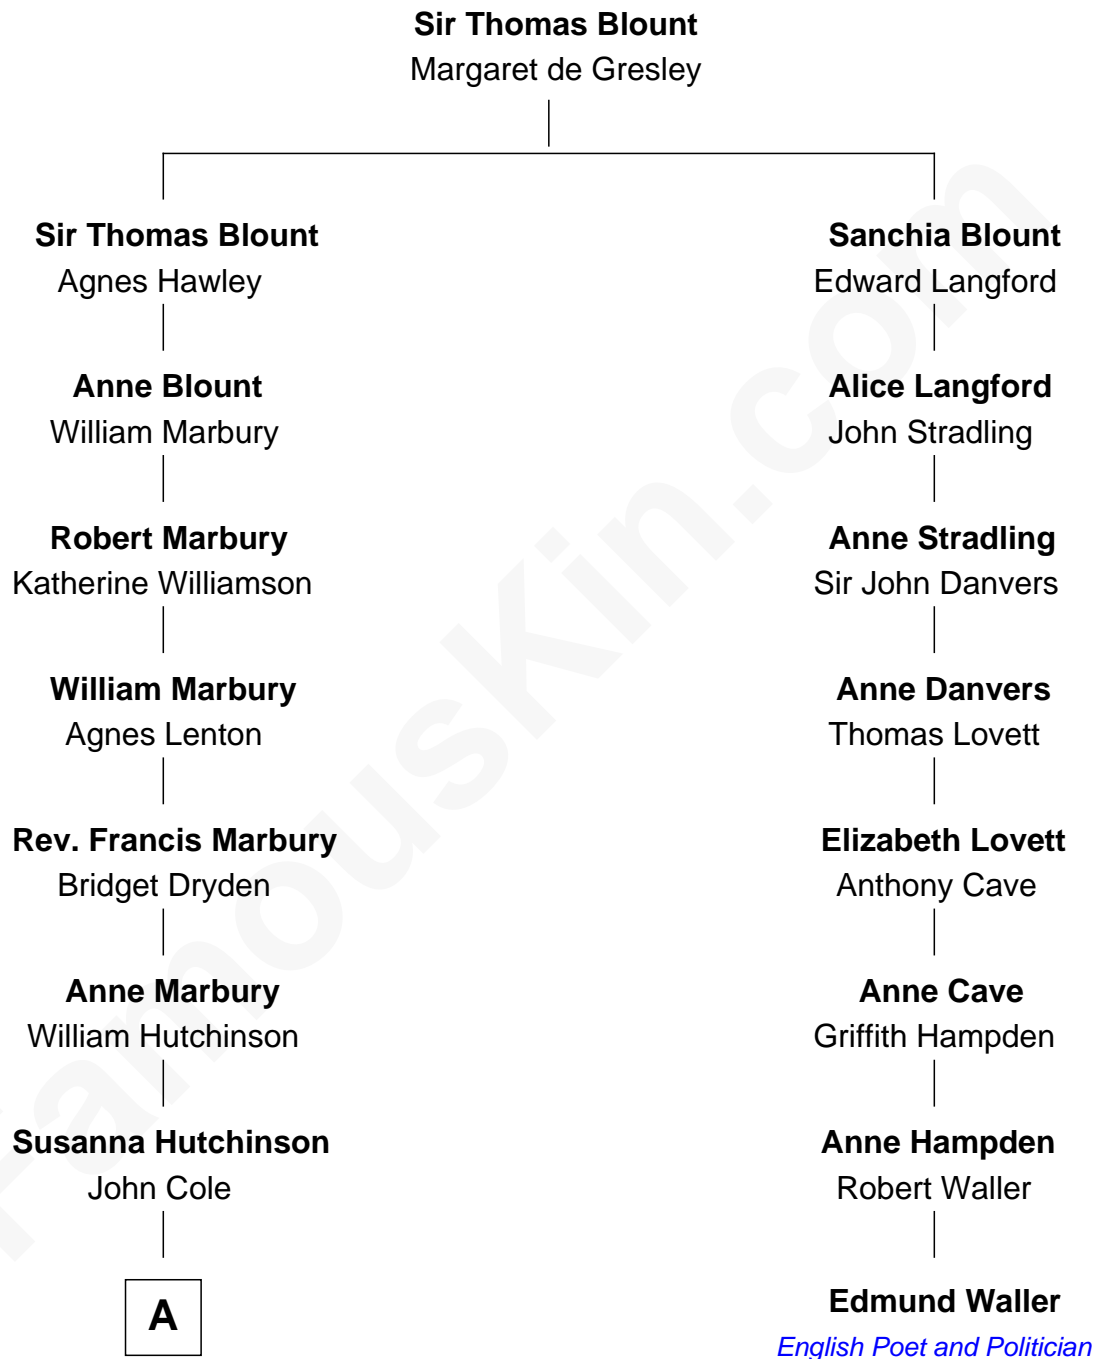 Sir Thomas Blount
Margaret de Gresley
Sir Thomas Blount
Agnes Hawley
Sanchia Blount
Edward Langford
Anne Blount
William Marbury
Alice Langford
John Stradling
Robert Marbury
Katherine Williamson
Anne Stradling
Sir John Danvers
William Marbury
Agnes Lenton
Anne Danvers
Thomas Lovett
Rev. Francis Marbury
Bridget Dryden
Elizabeth Lovett
Anthony Cave
Anne Marbury
William Hutchinson
Anne Cave
Griffith Hampden
Susanna Hutchinson
John Cole
Anne Hampden
Robert Waller
A
Edmund Waller
English Poet and Politician
FamousKin.com